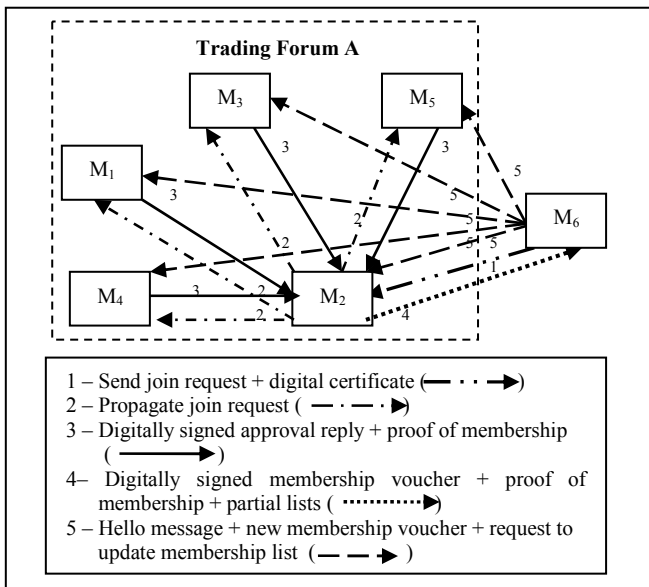 Trading Forum A
M₃
M₅
3
3
M₁
3
5
5
2
5
M₆
2
5
5
1
M₄
3
2
M₂
2
4
1 – Send join request + digital certificate ( )
2 – Propagate join request ( )
3 – Digitally signed approval reply + proof of membership
( )
4– Digitally signed membership voucher + proof of
membership + partial lists ( )
5 – Hello message + new membership voucher + request to
update membership list ( )